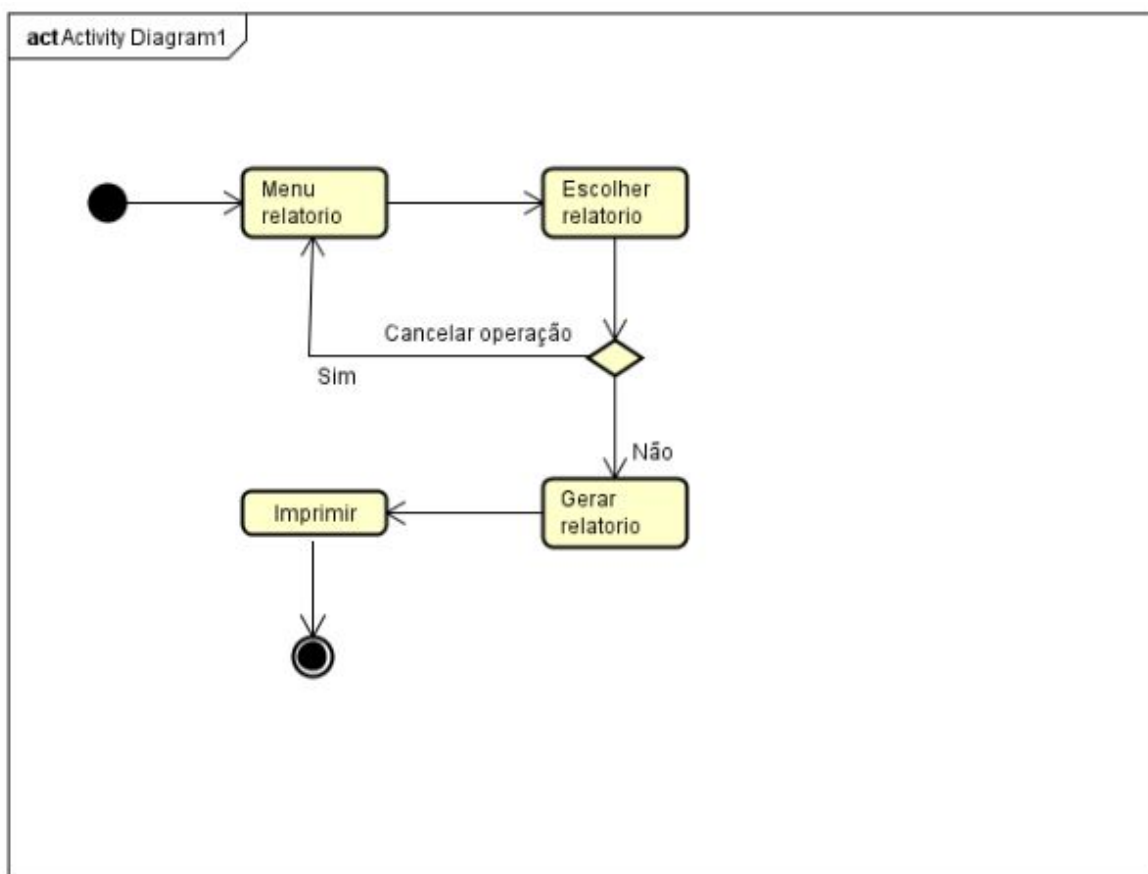 act Activity Diagram1
Menu
relatorio
Escolher
relatorio
Cancelar operação
Sim
Não
Gerar
relatorio
Imprimir